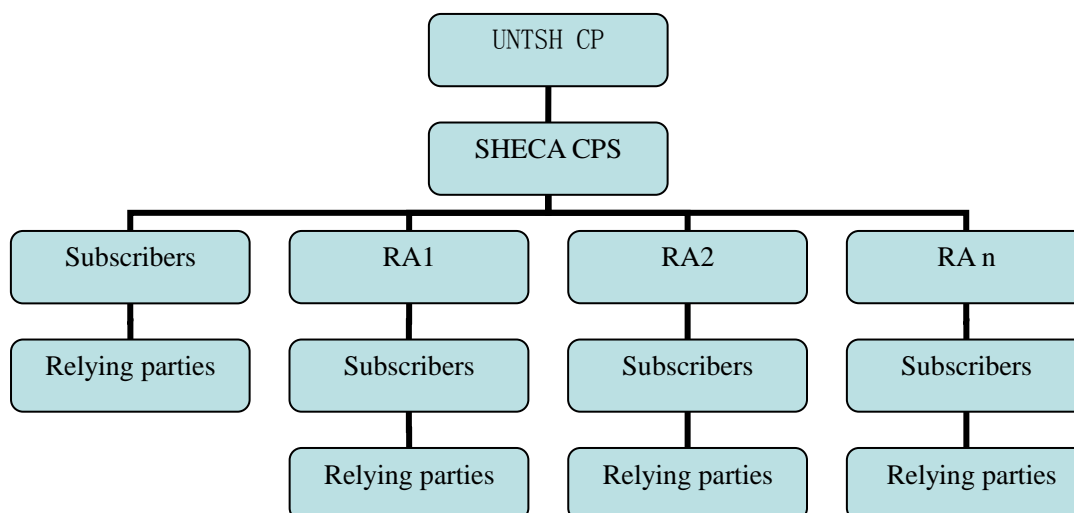 UNTSH CP
SHECA CPS
Subscribers
RA1
RA2
RA n
Relying parties
Subscribers
Subscribers
Subscribers
Relying parties
Relying parties
Relying parties